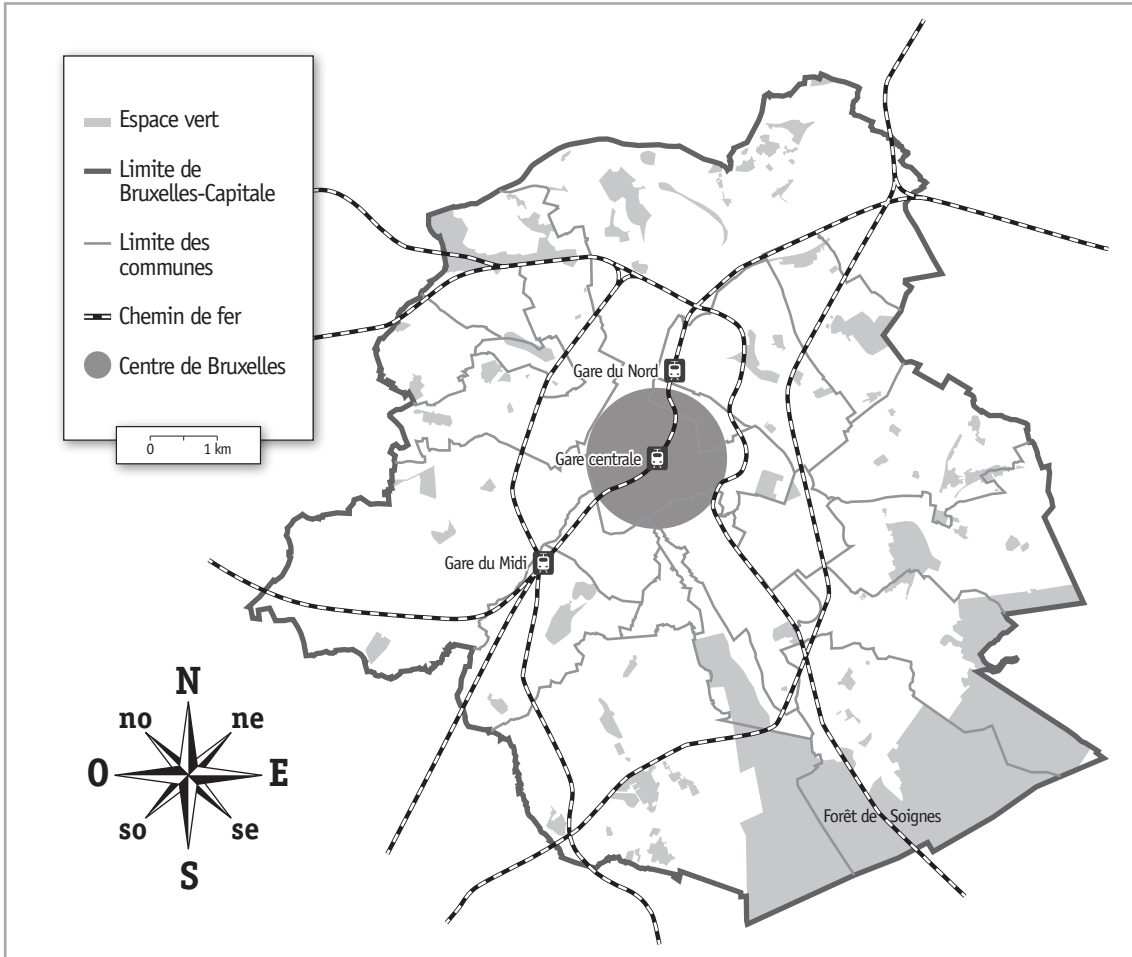 Espace vert
Limite de
Bruxelles-Capitale
Limite des
communes
Chemin de fer
Centre de Bruxelles
0 1 km
Gare du Nord
Gare centrale
Gare du Midi
Forêt de Soignes
N
no ne
O E
so se
S